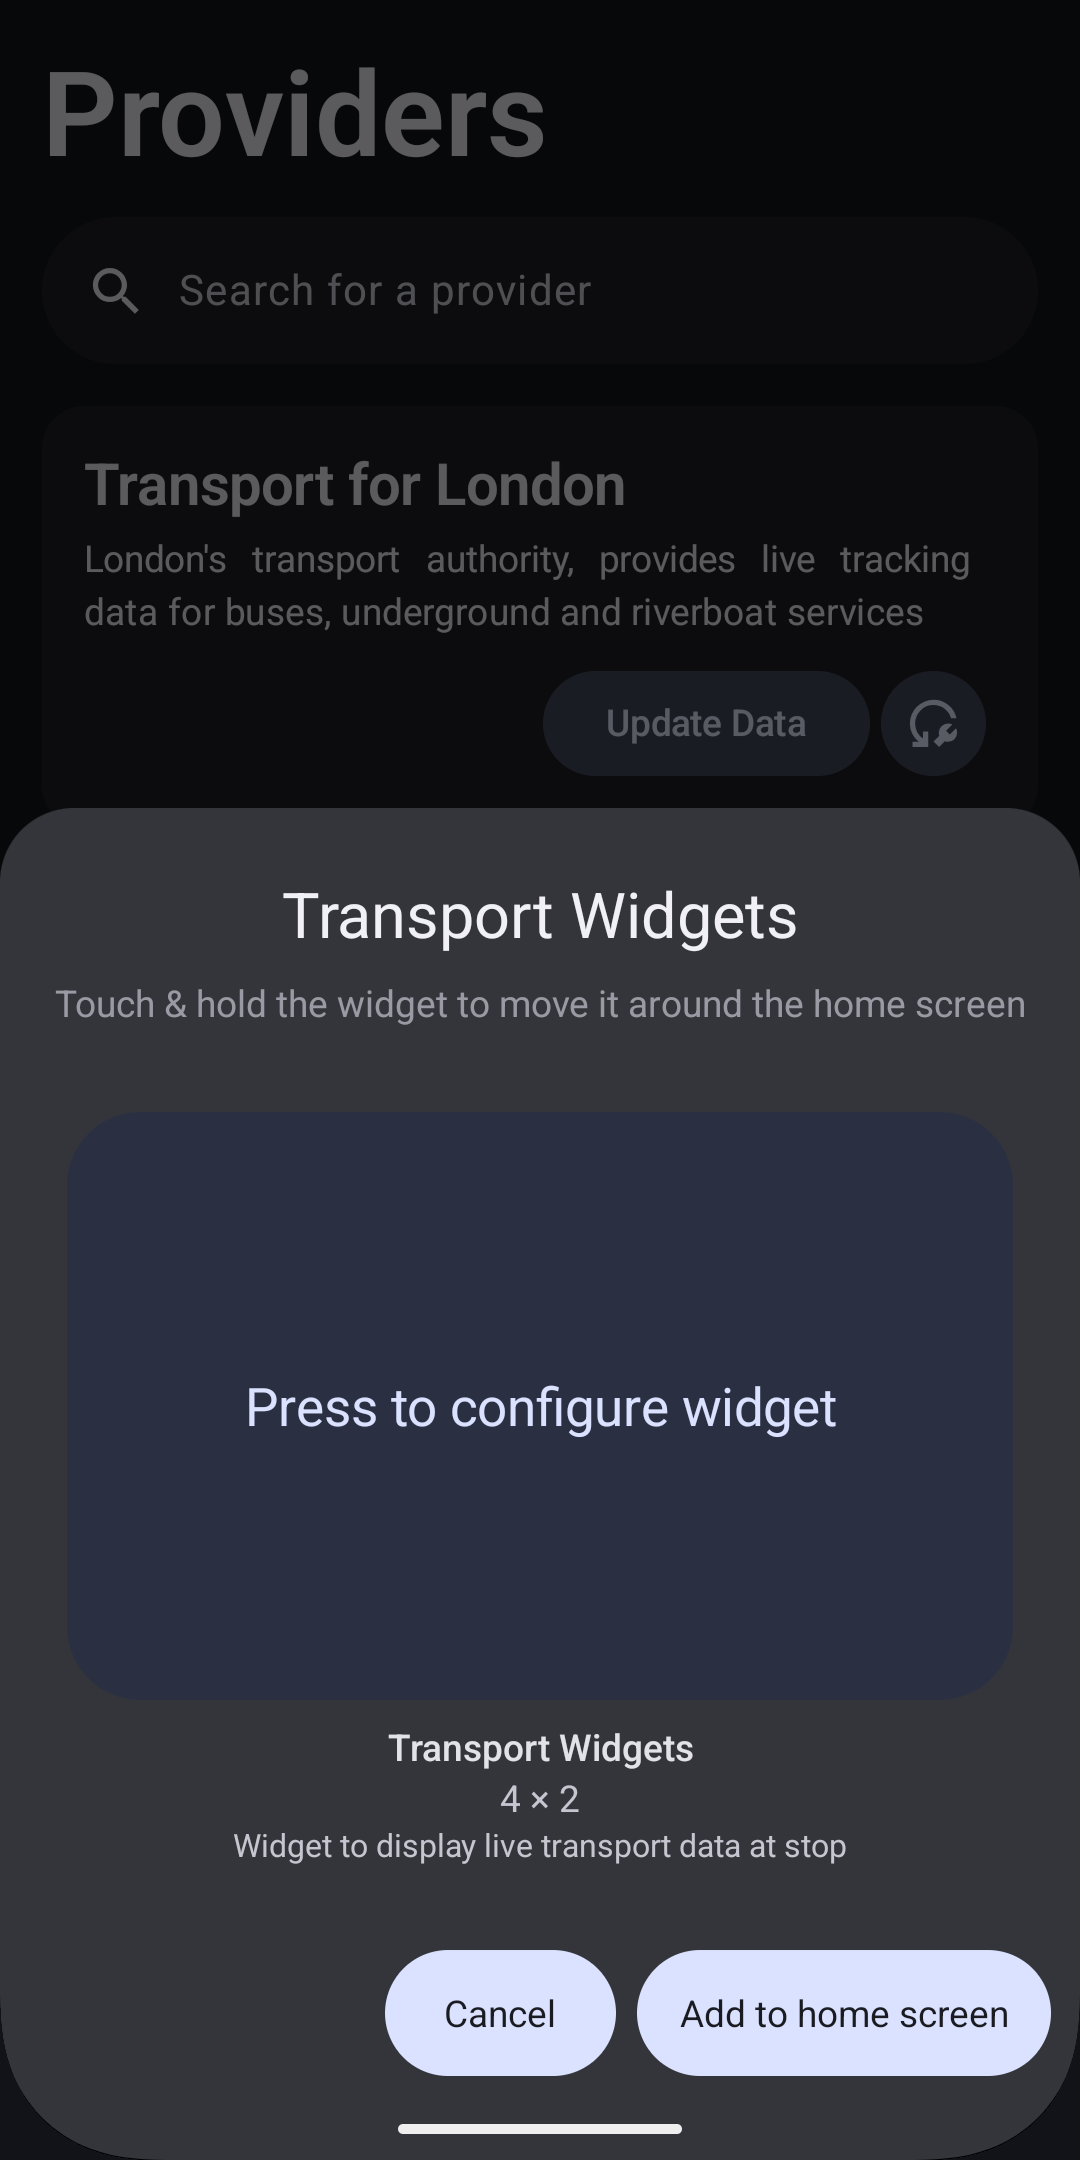 Providers
Search for a provider
Transport for London
London's transport authority, provides live tracking
data for buses, underground and riverboat services
Update Data
Transport Widgets
Touch & hold the widget to move it around the home screen
Press to configure widget
Transport Widgets
4 × 2
Widget to display live transport data at stop
Cancel
Add to home screen